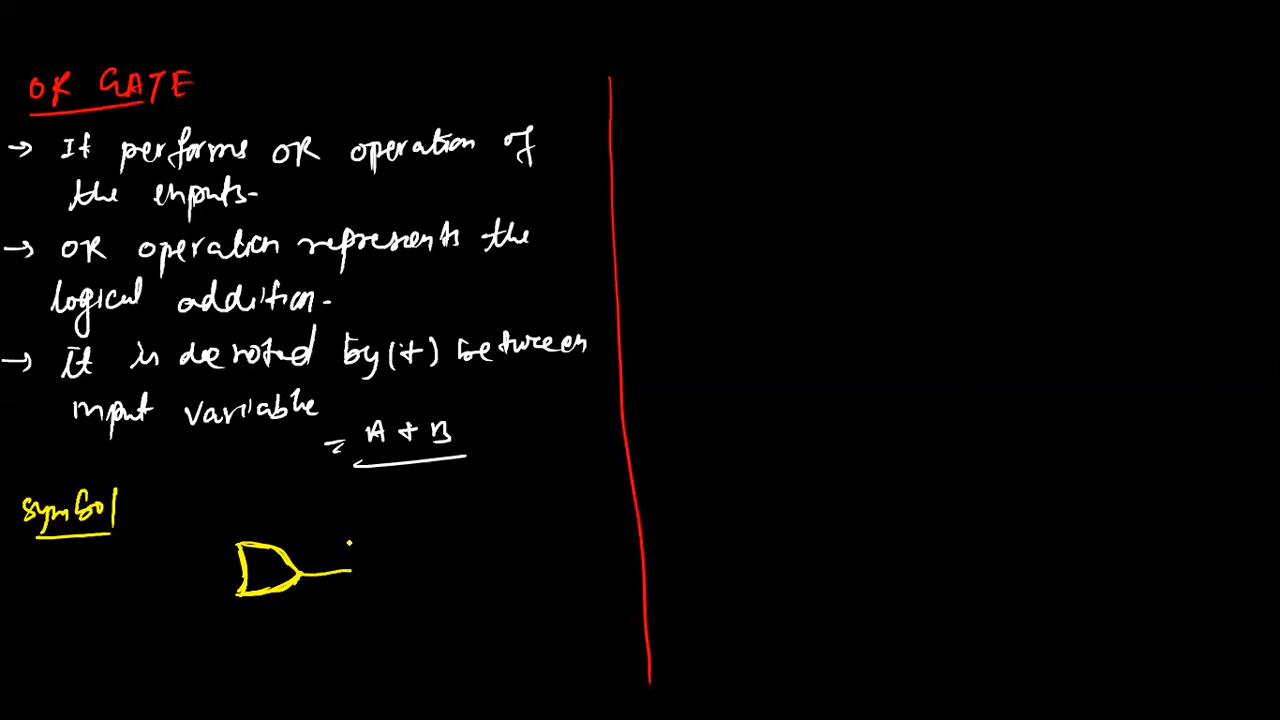 OR GATE
→ It performs OR operation of
the inputs.
→ OR operation represents the
logical addition.
→ It is denoted by (+) between
input variable
= A + B
symbol